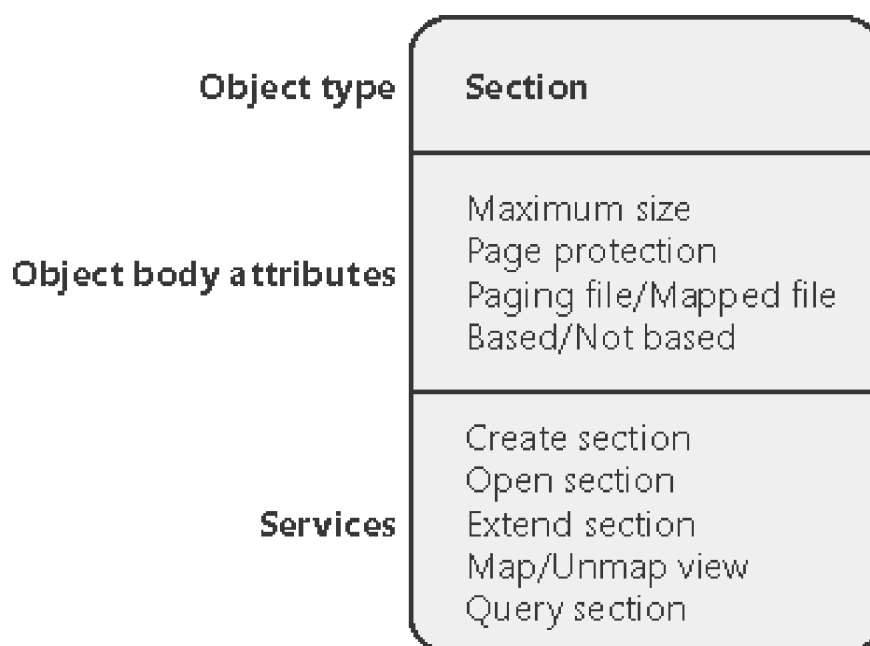 Object type Section
Object body attributes
Maximum size
Page protection
Paging file/Mapped file
Based/Not based
Services
Create section
Open section
Extend section
Map/Unmap view
Query section